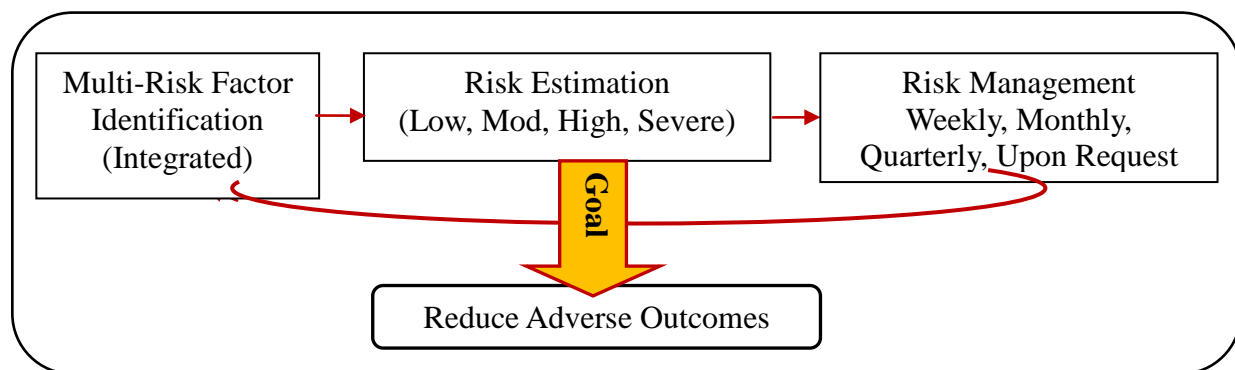 Multi-Risk Factor
Identification
(Integrated)
Risk Estimation
(Low, Mod, High, Severe)
Risk Management
Weekly, Monthly,
Quarterly, Upon Request
Goal
Reduce Adverse Outcomes